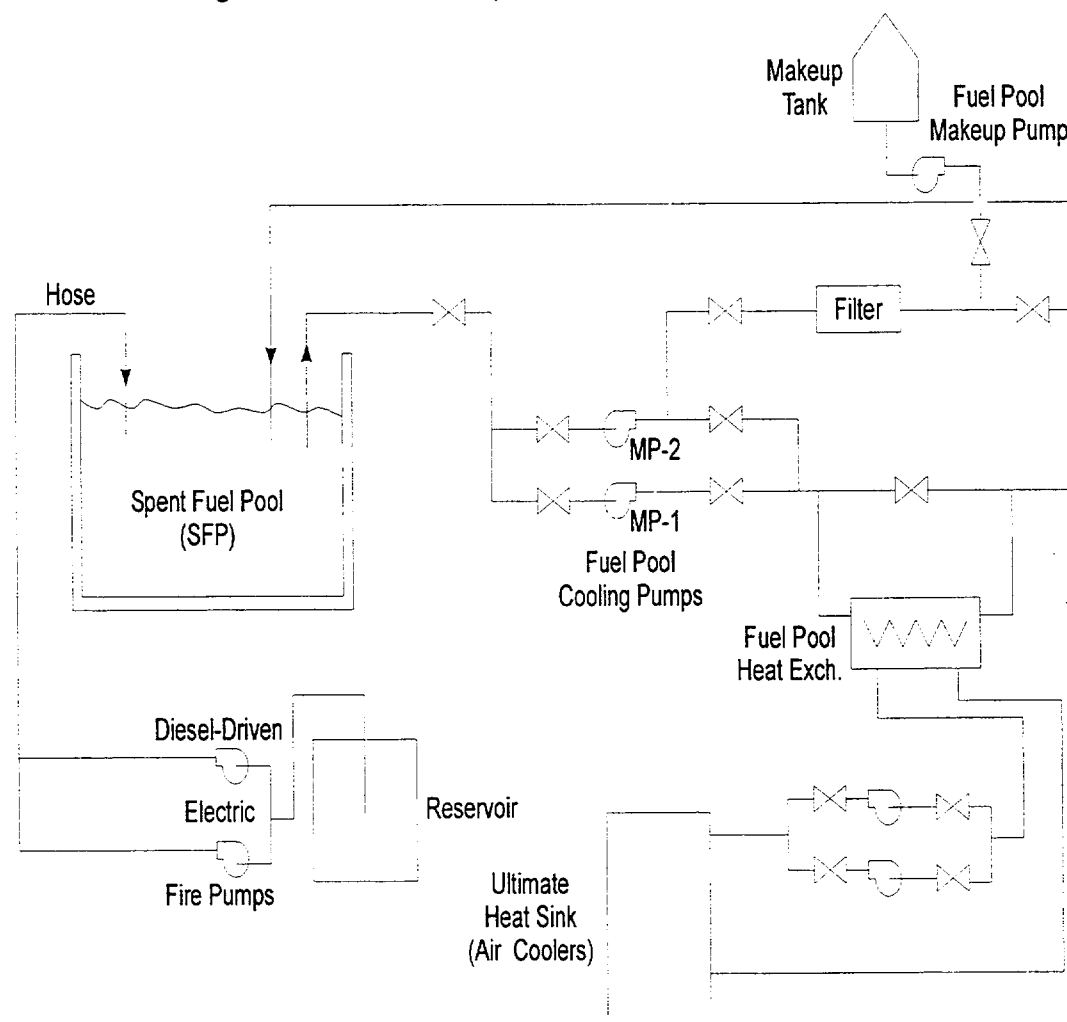 Makeup
Tank
Fuel Pool
Makeup Pump
Hose
Filter
MP-2
Spent Fuel Pool
(SFP)
MP-1
Fuel Pool
Cooling Pumps
Fuel Pool
Heat Exch.
Diesel-Driven
Electric
Reservoir
Fire Pumps
Ultimate
Heat Sink
(Air Coolers)